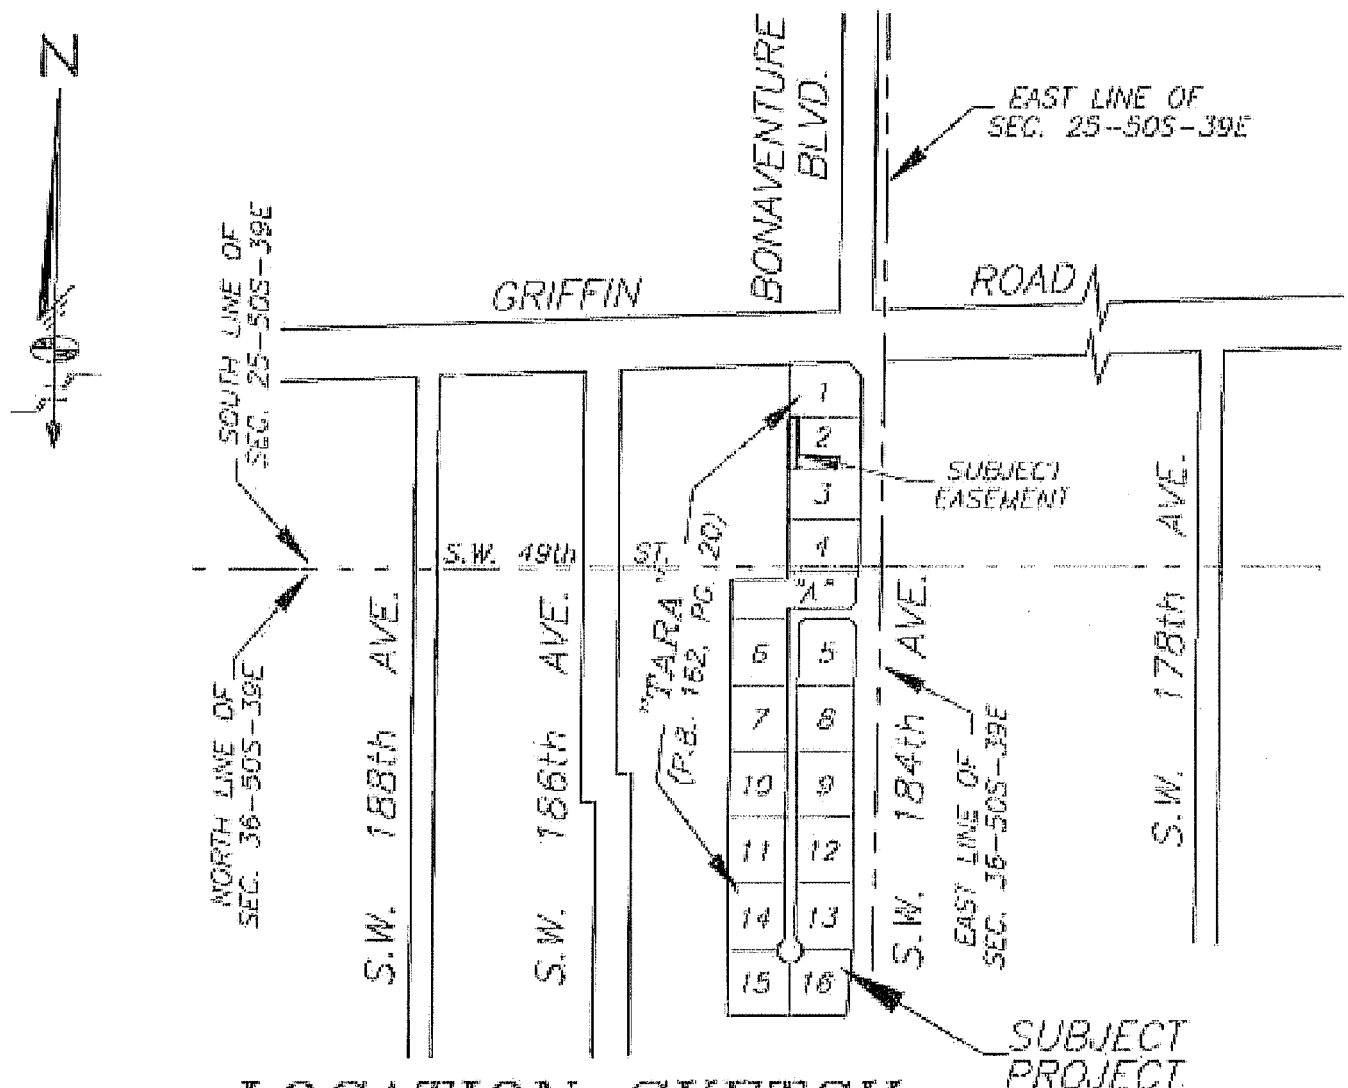 N
BONAVENTURE
BLVD.
EAST LINE OF
SEC. 25-50S-39E
SOUTH LINE OF
SEC. 25-50S-39E
GRIFFIN
ROAD
1
2
3
4
SUBJECT
EASEMENT
S.W. 49th ST.
"A"
"TARA"
(P.B. 162, PG. 20)
NORTH LINE OF
SEC. 36-50S-39E
S.W. 188th AVE.
S.W. 186th AVE.
6
5
7
8
10
9
11
12
14
13
15
16
S.W. 184th AVE.
EAST LINE OF
SEC. 36-50S-39E
S.W. 178th AVE.
SUBJECT
PROJECT
LOCATION SKETCH